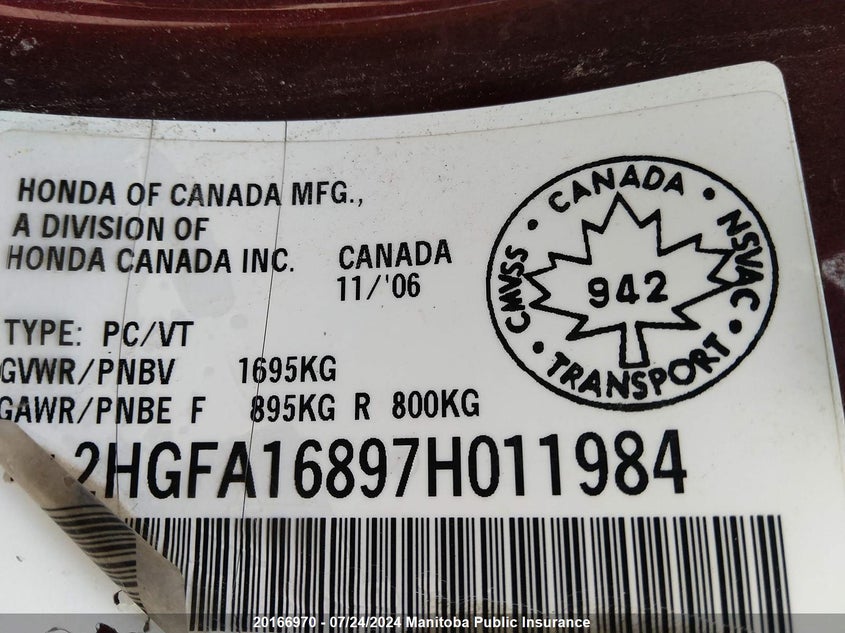 HONDA OF CANADA MFG.,
A DIVISION OF
HONDA CANADA INC. CANADA
11/'06
TYPE: PC/VT
GVWR/PNBV 1695KG
GAWR/PNBE F 895KG R 800KG
2HGFA16897H011984
CANADA • NSVAC • TRANSPORT • CMVSS •
942
20166970 - 07/24/2024 Manitoba Public Insurance